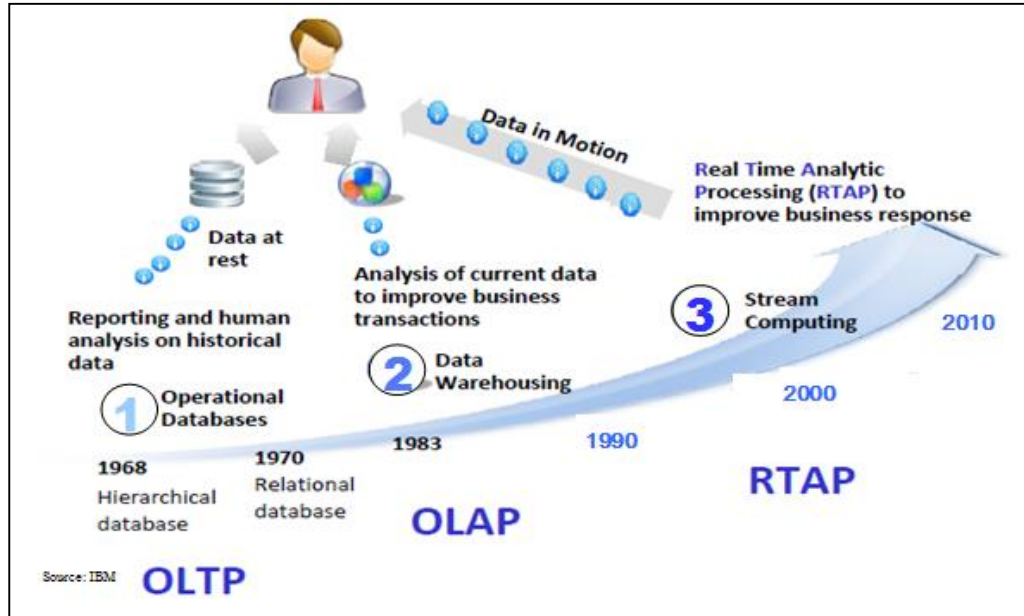 Data in Motion
Real Time Analytic
Processing (RTAP) to
improve business response
Data at
rest
Analysis of current data
to improve business
transactions
Reporting and human
analysis on historical
data
3
Stream
Computing
2010
2
Data
Warehousing
1
Operational
Databases
2000
1990
1983
1968
Hierarchical
database
1970
Relational
database
RTAP
OLAP
Source: IBM
OLTP